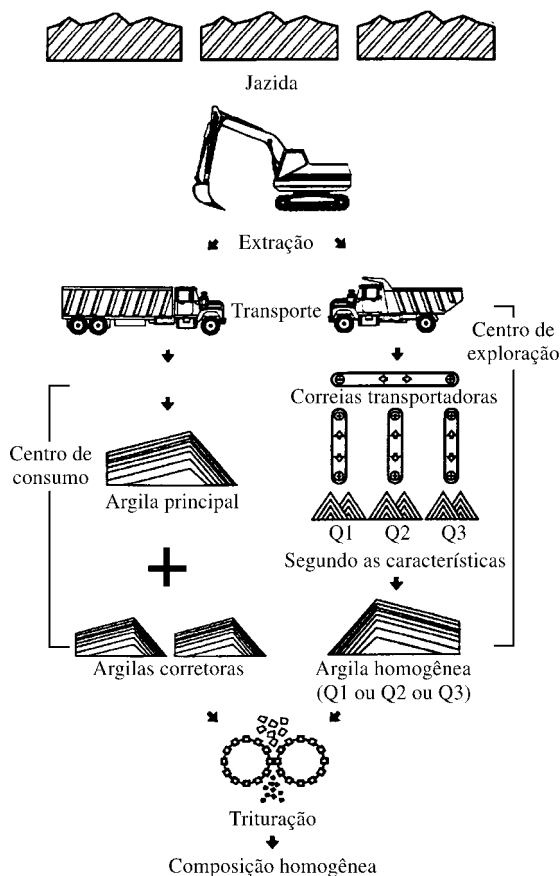 Jazida
Extração
Transporte
Centro de
exploração
Correias transportadoras
Centro de
consumo
Argila principal
Q1 Q2 Q3
Segundo as características
Argilas corretoras
Argila homogênea
(Q1 ou Q2 ou Q3)
Trituração
Composição homogênea